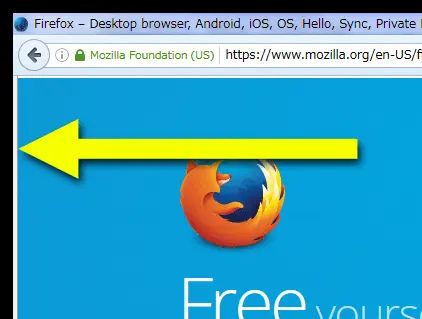 Firefox – Desktop browser, Android, iOS, OS, Hello, Sync, Private
Mozilla Foundation (US) https://www.mozilla.org/en-US/f
Free yours